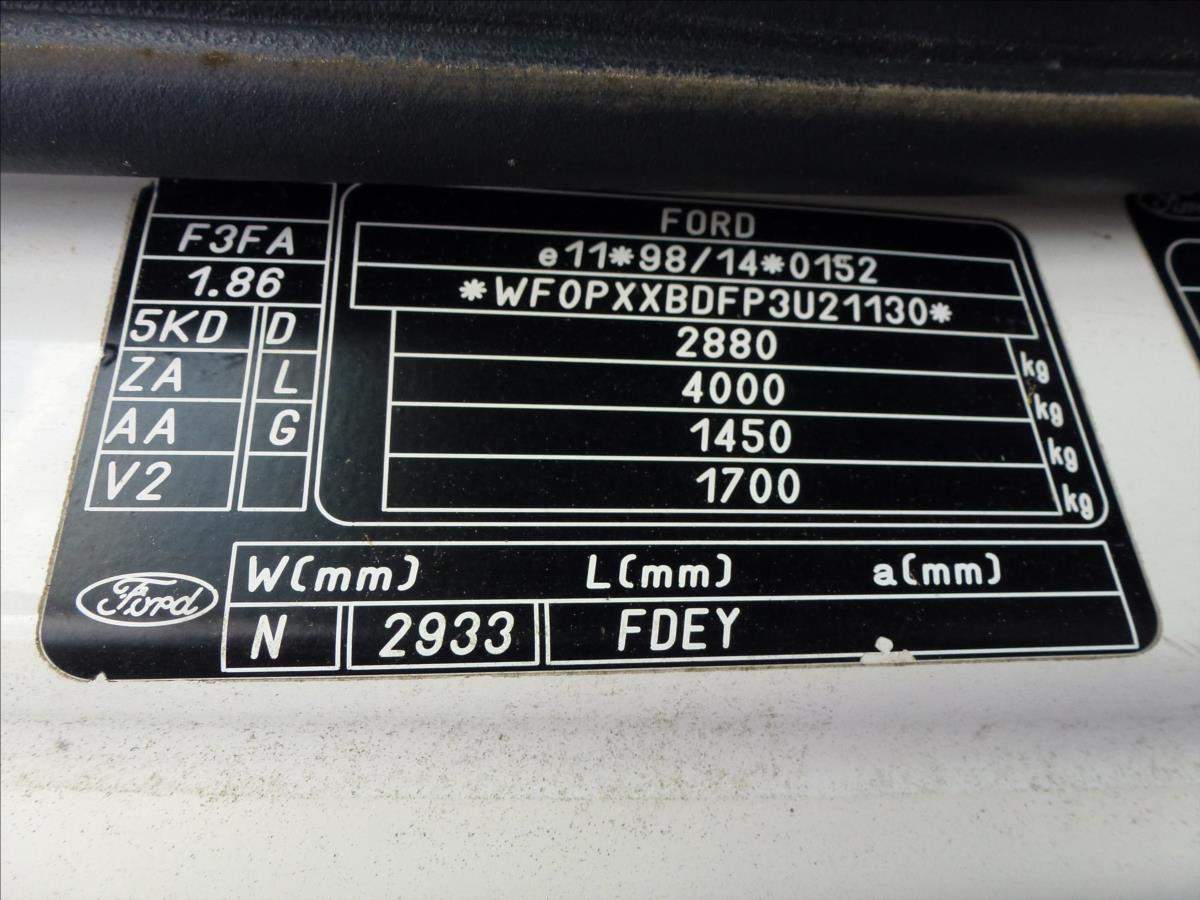 FORD
e11*98/14*0152
*WF0PXXBDFP3U21130*
2880 kg
4000 kg
1450 kg
1700 kg
F3FA
1.86
5KD D
ZA L
AA G
V2
Ford
W(mm) L(mm) a(mm)
N 2933 FDEY